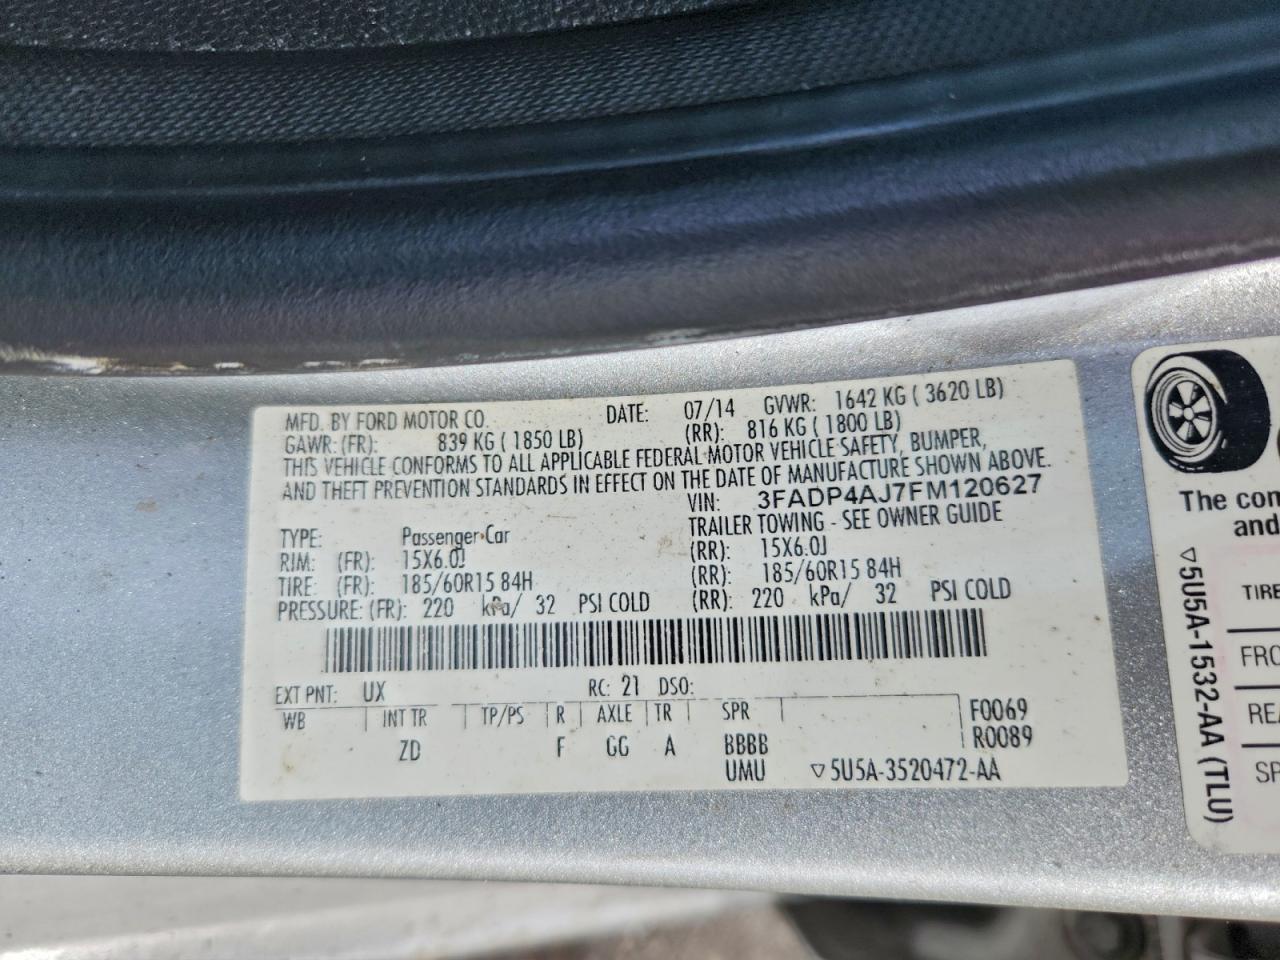 MFD. BY FORD MOTOR CO. DATE: 07/14 GVWR: 1642 KG ( 3620 LB)
GAWR: (FR): 839 KG ( 1850 LB) (RR): 816 KG ( 1800 LB)
THIS VEHICLE CONFORMS TO ALL APPLICABLE FEDERAL MOTOR VEHICLE SAFETY, BUMPER,
AND THEFT PREVENTION STANDARDS IN EFFECT ON THE DATE OF MANUFACTURE SHOWN ABOVE.
VIN: 3FADP4AJ7FM120627
TYPE: Passenger Car TRAILER TOWING - SEE OWNER GUIDE
RIM: (FR): 15X6.0J (RR): 15X6.0J
TIRE: (FR): 185/60R15 84H (RR): 185/60R15 84H
PRESSURE: (FR): 220 kPa/ 32 PSI COLD (RR): 220 kPa/ 32 PSI COLD
EXT PNT: UX RC: 21 DSO:
WB INT TR TP/PS R AXLE TR SPR F0069
ZD F GG A BBBB R0089
UMU ▽5U5A-3520472-AA
The con
and
▽5U5A-1532-AA (TLU)
TIRE
FRO
REA
SP